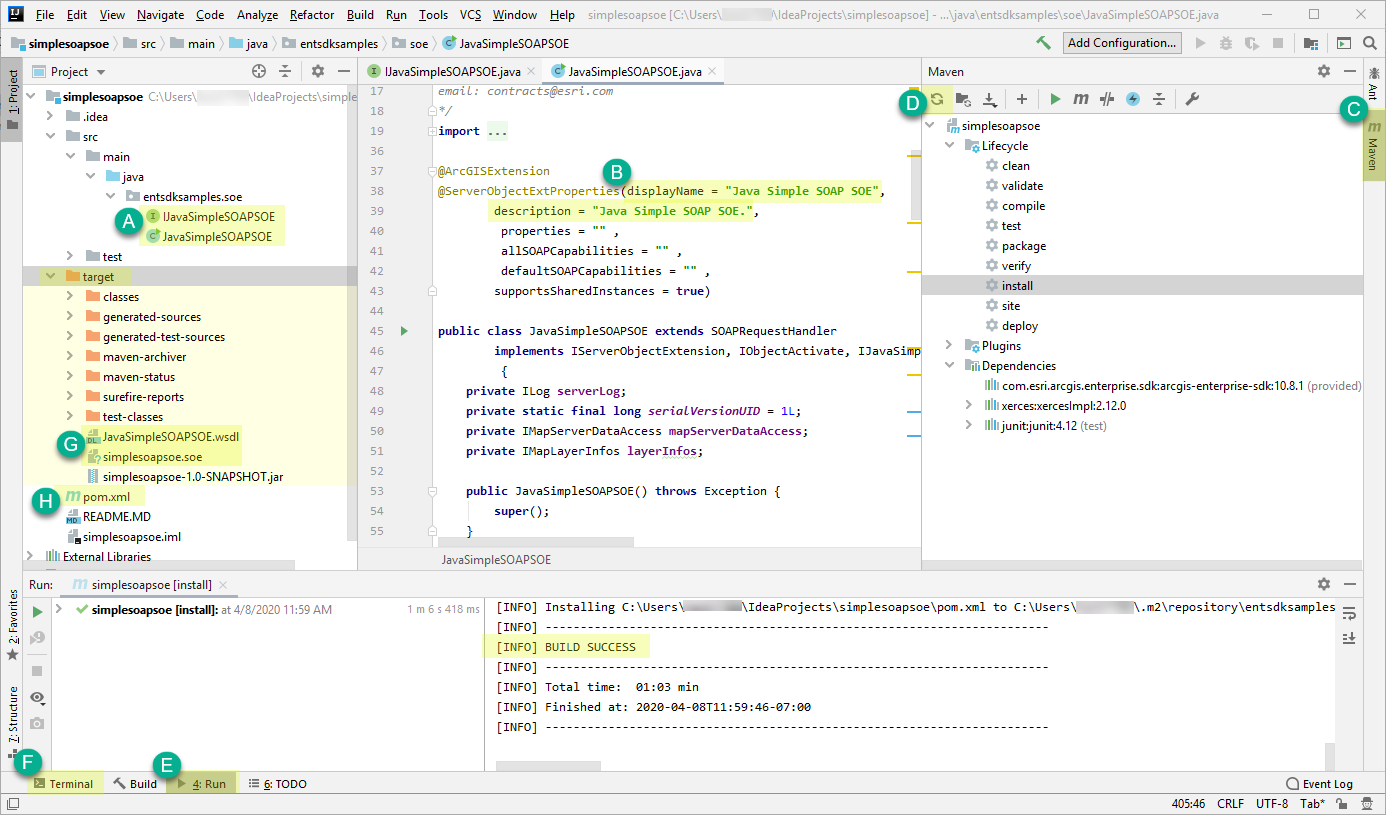 File Edit View Navigate Code Analyze Refactor Build Run Tools VCS Window Help simplesoapsoe [C:\Users\ \IdeaProjects\simplesoapsoe] - ...\java\entsdksamples\soe\JavaSimpleSOAPSOE.java
simplesoapsoe src main java entsdksamples soe JavaSimpleSOAPSOE Add Configuration...
1: Project
2: Favorites
7: Structure
Project
simplesoapsoe C:\Users\ \IdeaProjects\simple
.idea
src
main
java
entsdksamples.soe
A
IJavaSimpleSOAPSOE
JavaSimpleSOAPSOE
test
target
classes
generated-sources
generated-test-sources
maven-archiver
maven-status
surefire-reports
test-classes
G
JavaSimpleSOAPSOE.wsdl
simplesoapsoe.soe
simplesoapsoe-1.0-SNAPSHOT.jar
H pom.xml
README.MD
simplesoapsoe.iml
External Libraries
IJavaSimpleSOAPSOE.java JavaSimpleSOAPSOE.java
17 email: contracts@esri.com
18 */
19 import ...
36
37 @ArcGISExtension
B
38 @ServerObjectExtProperties(displayName = "Java Simple SOAP SOE",
39 description = "Java Simple SOAP SOE.",
40 properties = "" ,
41 allSOAPCapabilities = "" ,
42 defaultSOAPCapabilities = "" ,
43 supportsSharedInstances = true)
44
45 public class JavaSimpleSOAPSOE extends SOAPRequestHandler
46 implements IServerObjectExtension, IObjectActivate, IJavaSimp
47 {
48 private ILog serverLog;
49 private static final long serialVersionUID = 1L;
50 private IMapServerDataAccess mapServerDataAccess;
51 private IMapLayerInfos layerInfos;
52
53 public JavaSimpleSOAPSOE() throws Exception {
54 super();
55 }
JavaSimpleSOAPSOE
Maven
D
simplesoapsoe
Lifecycle
clean
validate
compile
test
package
verify
install
site
deploy
Plugins
Dependencies
com.esri.arcgis.enterprise.sdk:arcgis-enterprise-sdk:10.8.1 (provided)
xerces:xercesImpl:2.12.0
junit:junit:4.12 (test)
Ant
C
m Maven
Run: simplesoapsoe [install]
simplesoapsoe [install]: at 4/8/2020 11:59 AM 1 m 6 s 418 ms
[INFO] Installing C:\Users\ \IdeaProjects\simplesoapsoe\pom.xml to C:\Users\ \.m2\repository\entsdksamples
[INFO] ------------------------------------------------------------------------
[INFO] BUILD SUCCESS
[INFO] ------------------------------------------------------------------------
[INFO] Total time:  01:03 min
[INFO] Finished at: 2020-04-08T11:59:46-07:00
[INFO] ------------------------------------------------------------------------
F E
Terminal Build 4: Run 6: TODO Event Log
405:46 CRLF UTF-8 Tab*